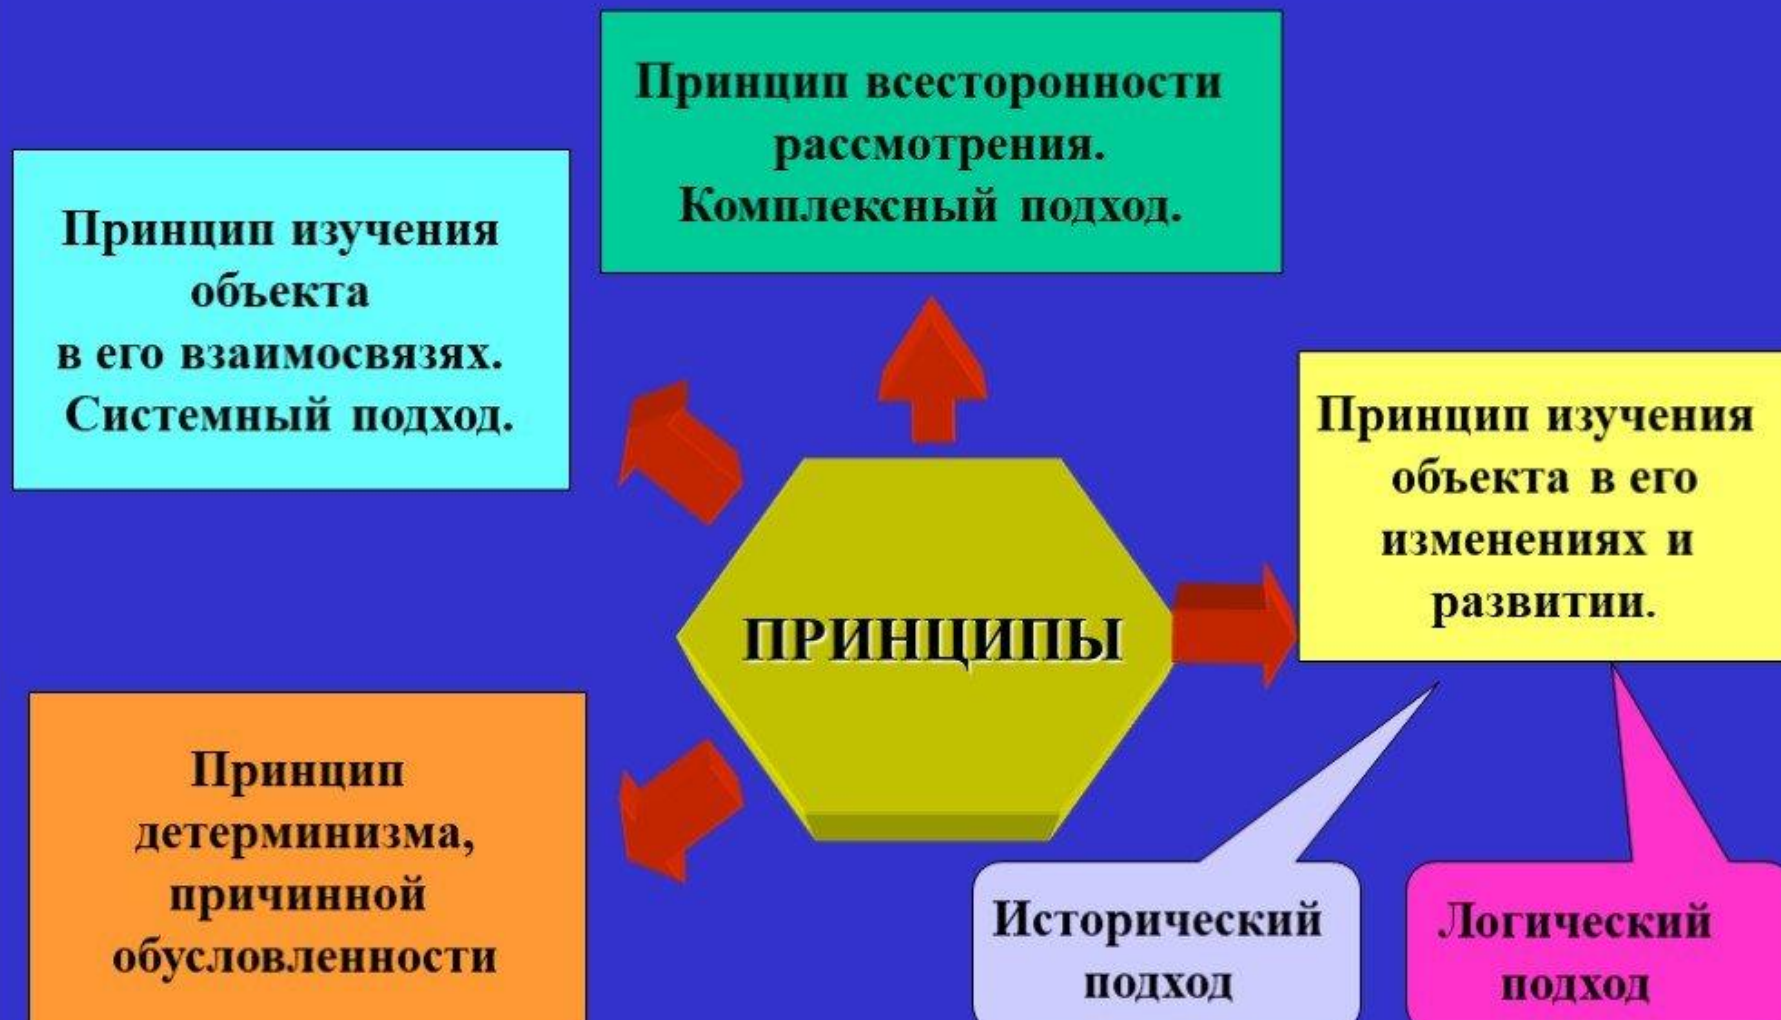 Принцип всесторонности
рассмотрения.
Комплексный подход.
Принцип изучения
объекта
в его взаимосвязях.
Системный подход.
Принцип изучения
объекта в его
изменениях и
развитии.
ПРИНЦИПЫ
Принцип
детерминизма,
причинной
обусловленности
Исторический
подход
Логический
подход